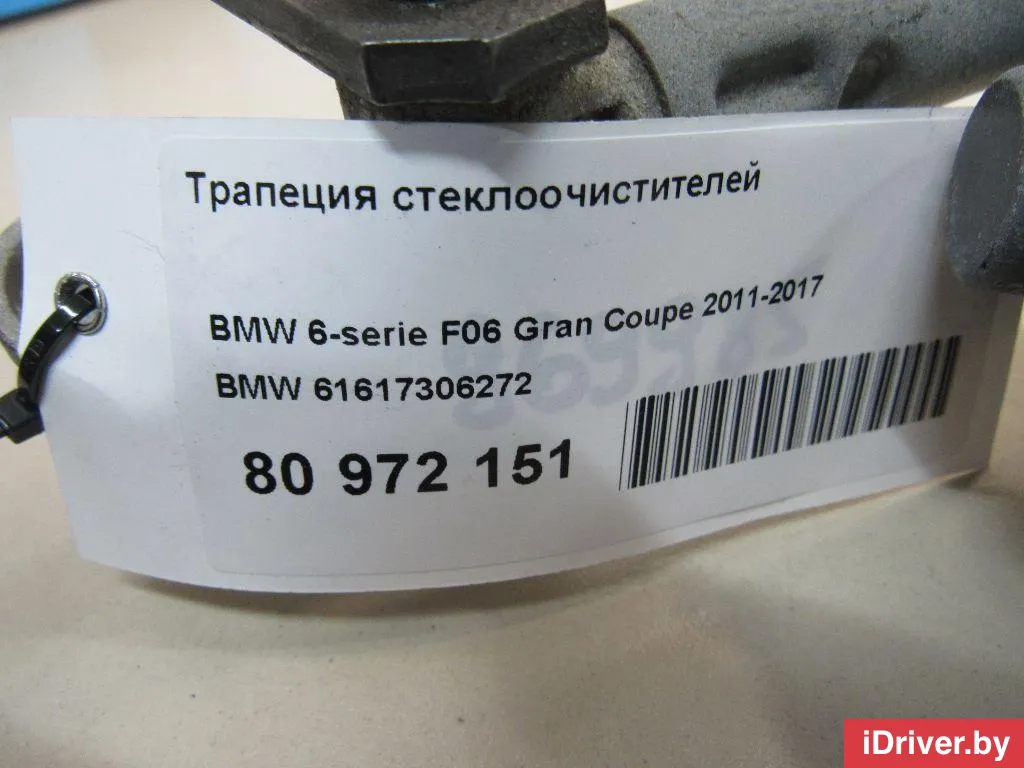 Трапеция стеклоочистителей
BMW 6-serie F06 Gran Coupe 2011-2017
BMW 61617306272
80 972 151
iDriver.by